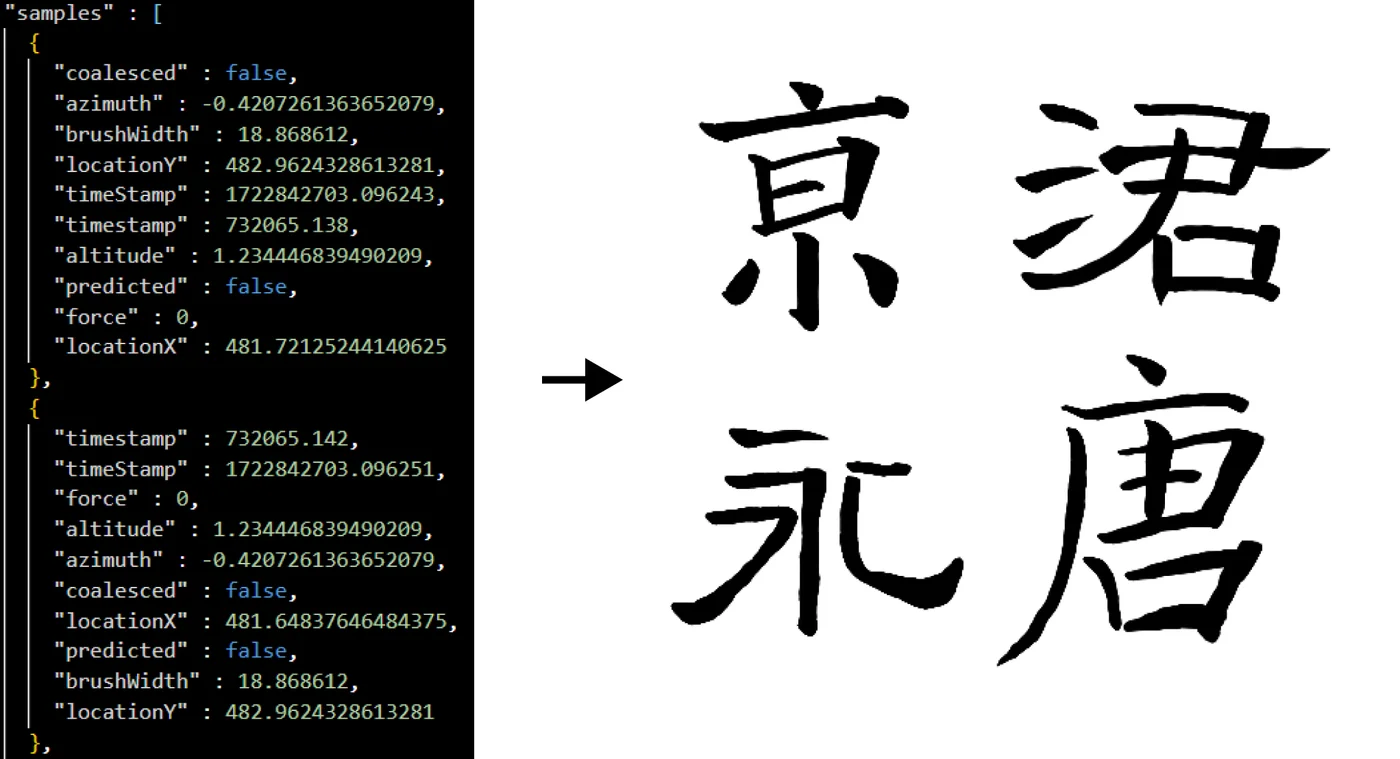 "samples" : [
{
"coalesced" : false,
"azimuth" : -0.4207261363652079,
"brushWidth" : 18.868612,
"locationY" : 482.9624328613281,
"timeStamp" : 1722842703.096243,
"timestamp" : 732065.138,
"altitude" : 1.234446839490209,
"predicted" : false,
"force" : 0,
"locationX" : 481.72125244140625
},
{
"timestamp" : 732065.142,
"timeStamp" : 1722842703.096251,
"force" : 0,
"altitude" : 1.234446839490209,
"azimuth" : -0.4207261363652079,
"coalesced" : false,
"locationX" : 481.64837646484375,
"predicted" : false,
"brushWidth" : 18.868612,
"locationY" : 482.9624328613281
},
亰涒
永唐